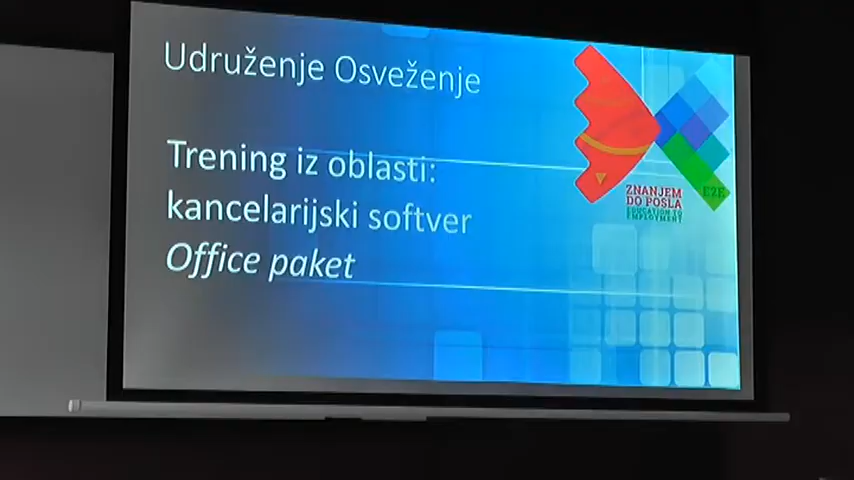 Udruženje Osveženje
Trening iz oblasti:
kancelarijski softver
Office paket
ZNANJEM
DO POSLA
EDUCATION TO
EMPLOYMENT
E2E